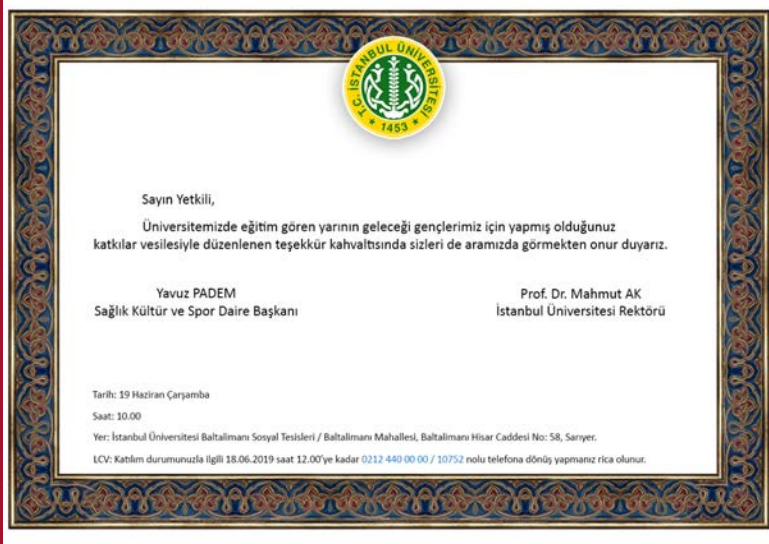 T.C. İSTANBUL ÜNİVERSİTESİ
* 1453 *
Sayın Yetkili,
Üniversitemizde eğitim gören yarının geleceği gençlerimiz için yapmış olduğunuz
katkılar vesilesiyle düzenlenen teşekkür kahvaltısında sizleri de aramızda görmekten onur duyarız.
Yavuz PADEM
Sağlık Kültür ve Spor Daire Başkanı
Prof. Dr. Mahmut AK
İstanbul Üniversitesi Rektörü
Tarih: 19 Haziran Çarşamba
Saat: 10.00
Yer: İstanbul Üniversitesi Baltalimanı Sosyal Tesisleri / Baltalimanı Mahallesi, Baltalimanı Hisar Caddesi No: 58, Sarıyer.
LCV: Katılım durumunuzla ilgili 18.06.2019 saat 12.00'ye kadar 0212 440 00 00 / 10752 nolu telefona dönüş yapmanız rica olunur.